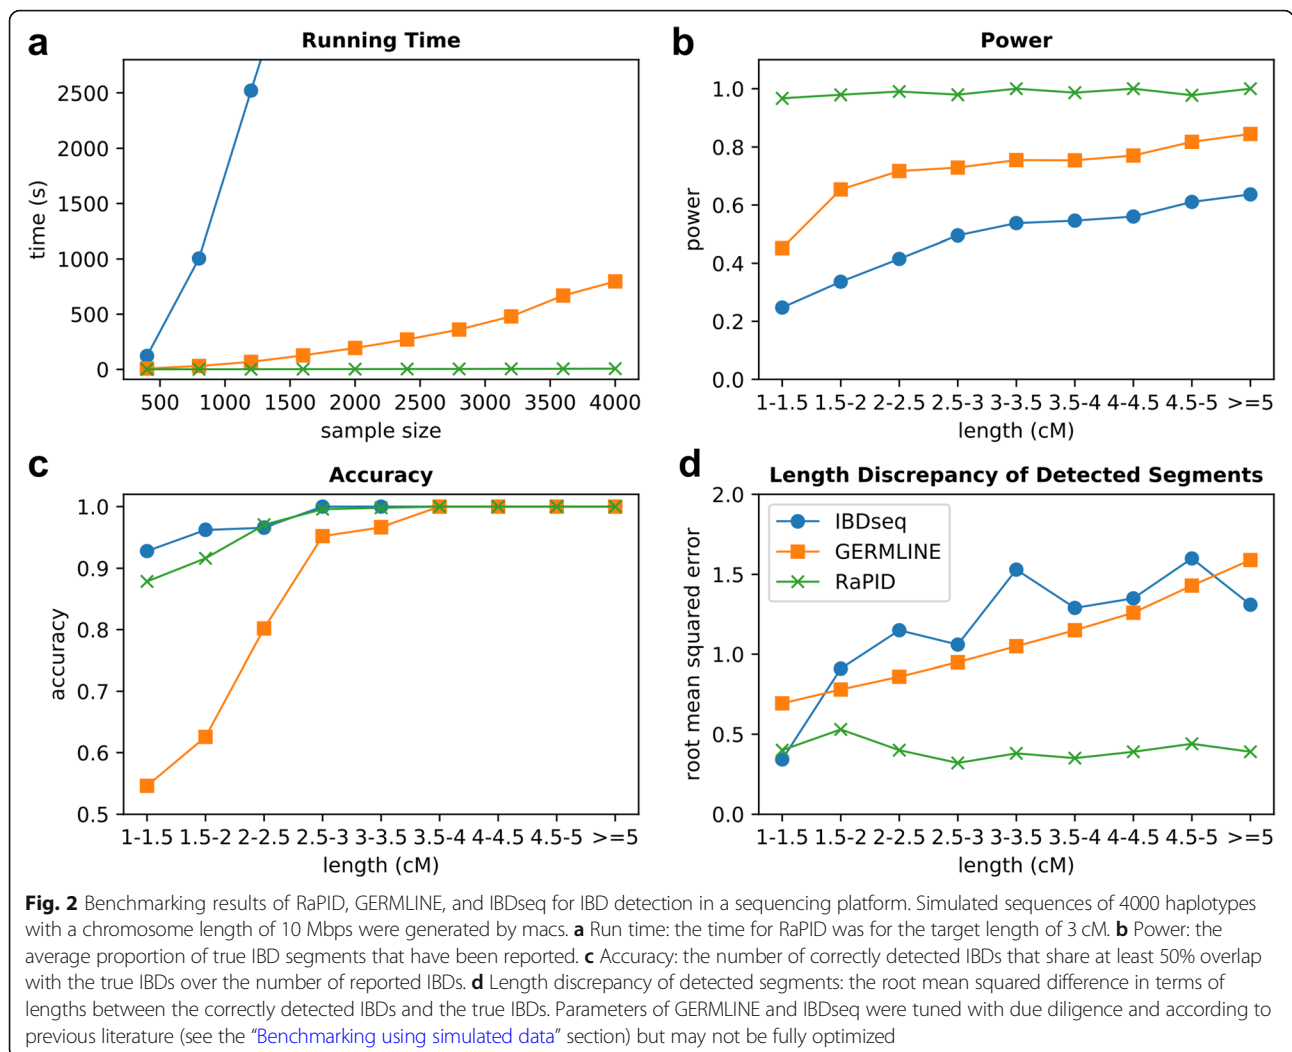 a
Running Time
time (s)
2500
2000
1500
1000
500
0
500 1000 1500 2000 2500 3000 3500 4000
sample size
b
Power
power
1.0
0.8
0.6
0.4
0.2
0.0
1-1.5 1.5-2 2-2.5 2.5-3 3-3.5 3.5-4 4-4.5 4.5-5 >=5
length (cM)
c
Accuracy
accuracy
1.0
0.9
0.8
0.7
0.6
0.5
1-1.5 1.5-2 2-2.5 2.5-3 3-3.5 3.5-4 4-4.5 4.5-5 >=5
length (cM)
d
Length Discrepancy of Detected Segments
root mean squared error
2.0
1.5
1.0
0.5
0.0
IBDseq
GERMLINE
RaPID
1-1.5 1.5-2 2-2.5 2.5-3 3-3.5 3.5-4 4-4.5 4.5-5 >=5
length (cM)
Fig. 2 Benchmarking results of RaPID, GERMLINE, and IBDseq for IBD detection in a sequencing platform. Simulated sequences of 4000 haplotypes
with a chromosome length of 10 Mbps were generated by macs. a Run time: the time for RaPID was for the target length of 3 cM. b Power: the
average proportion of true IBD segments that have been reported. c Accuracy: the number of correctly detected IBDs that share at least 50% overlap
with the true IBDs over the number of reported IBDs. d Length discrepancy of detected segments: the root mean squared difference in terms of
lengths between the correctly detected IBDs and the true IBDs. Parameters of GERMLINE and IBDseq were tuned with due diligence and according to
previous literature (see the “Benchmarking using simulated data” section) but may not be fully optimized